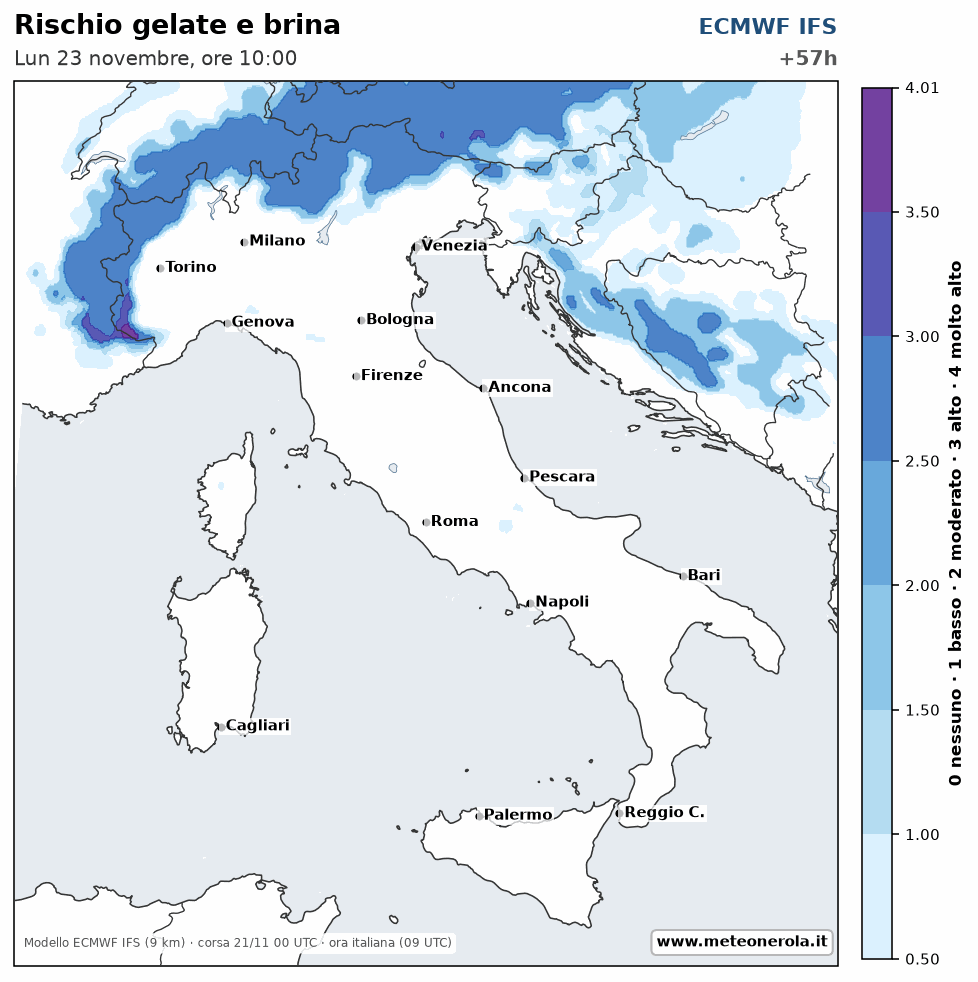 Rischio gelate e brina
ECMWF IFS
Lun 23 novembre, ore 10:00
+57h
4.01
3.50
3.00
2.50
2.00
1.50
1.00
0.50
0 nessuno · 1 basso · 2 moderato · 3 alto · 4 molto alto
Milano
Venezia
Torino
Genova
Bologna
Firenze
Ancona
Pescara
Roma
Bari
Napoli
Cagliari
Palermo
Reggio C.
Modello ECMWF IFS (9 km) · corsa 21/11 00 UTC · ora italiana (09 UTC)
www.meteonerola.it